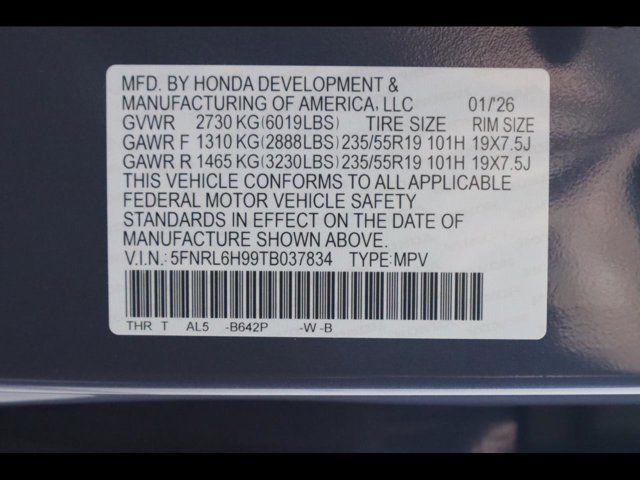 MFD. BY HONDA DEVELOPMENT &
MANUFACTURING OF AMERICA, LLC 01/'26
GVWR 2730 KG(6019LBS) TIRE SIZE RIM SIZE
GAWR F 1310 KG(2888LBS) 235/55R19 101H 19X7.5J
GAWR R 1465 KG(3230LBS) 235/55R19 101H 19X7.5J
THIS VEHICLE CONFORMS TO ALL APPLICABLE
FEDERAL MOTOR VEHICLE SAFETY
STANDARDS IN EFFECT ON THE DATE OF
MANUFACTURE SHOWN ABOVE.
V.I.N.: 5FNRL6H99TB037834 TYPE:MPV
THR T AL5 -B642P -W -B